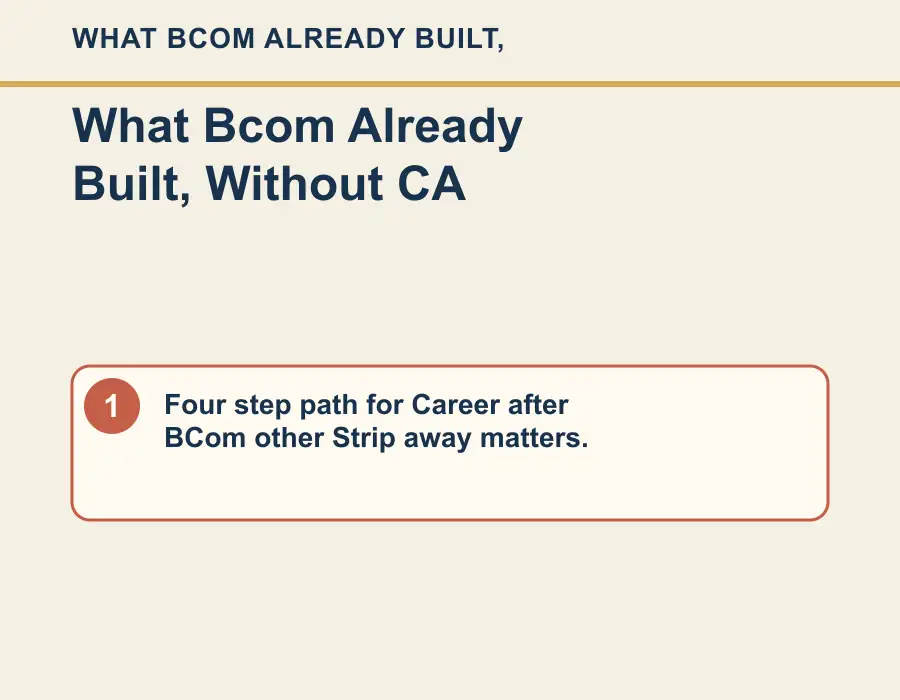 WHAT BCOM ALREADY BUILT,
What Bcom Already
Built, Without CA
1
Four step path for Career after
BCom other Strip away matters.